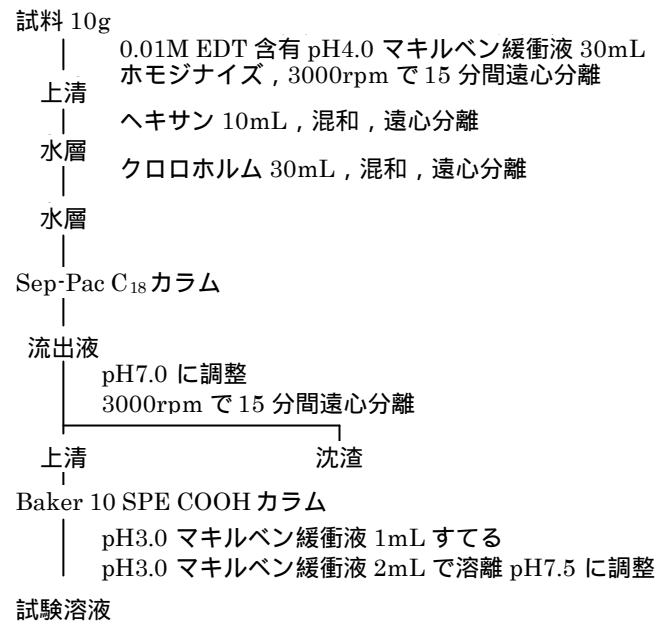 試料 10g
0.01M EDT 含有 pH4.0 マキルベン緩衝液 30mL
ホモジナイズ , 3000rpm で 15 分間遠心分離
上清
ヘキサン 10mL , 混和 , 遠心分離
水層
クロロホルム 30mL , 混和 , 遠心分離
水層
Sep-Pac C18 カラム
流出液
pH7.0 に調整
3000rpm で 15 分間遠心分離
上清 沈渣
Baker 10 SPE COOH カラム
pH3.0 マキルベン緩衝液 1mL すてる
pH3.0 マキルベン緩衝液 2mL で溶離 pH7.5 に調整
試験溶液